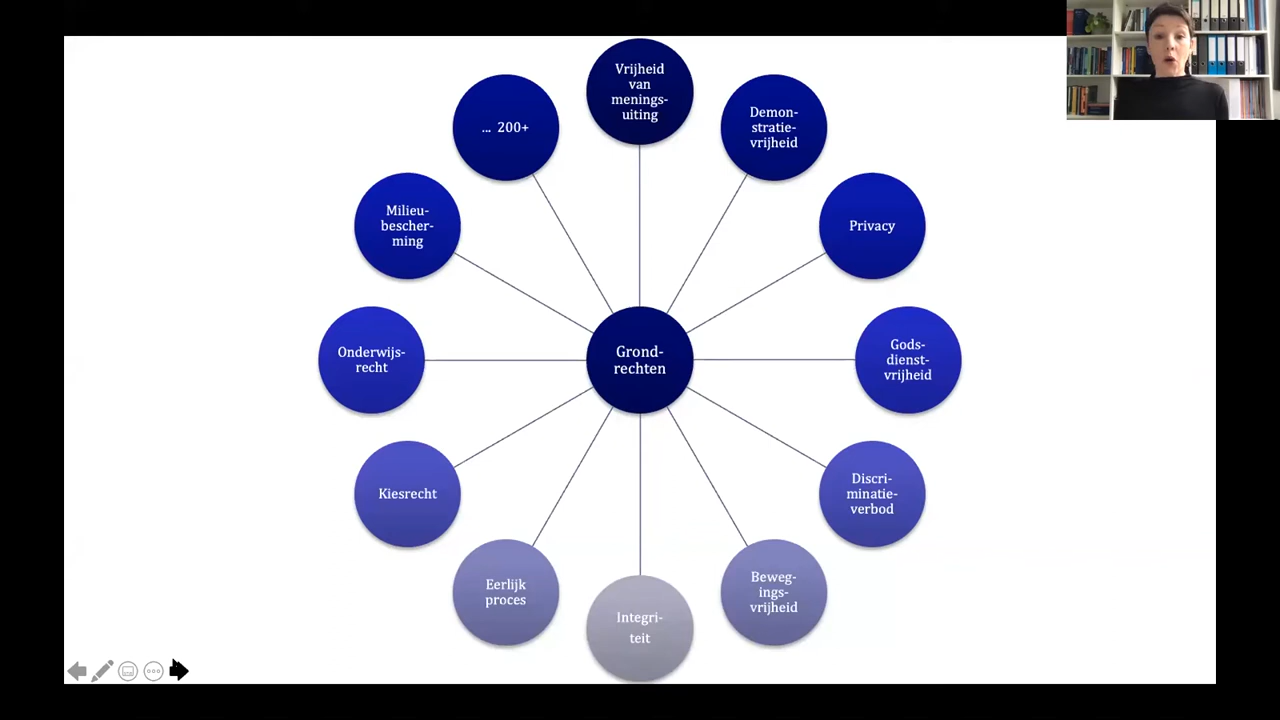 Vrijheid
van
menings-
uiting
Demon-
stratie-
vrijheid
Privacy
Gods-
dienst-
vrijheid
Discri-
minatie-
verbod
Beweg-
ings-
vrijheid
Integri-
teit
Eerlijk
proces
Kiesrecht
Onderwijs-
recht
Milieu-
bescher-
ming
... 200+
Grond-
rechten